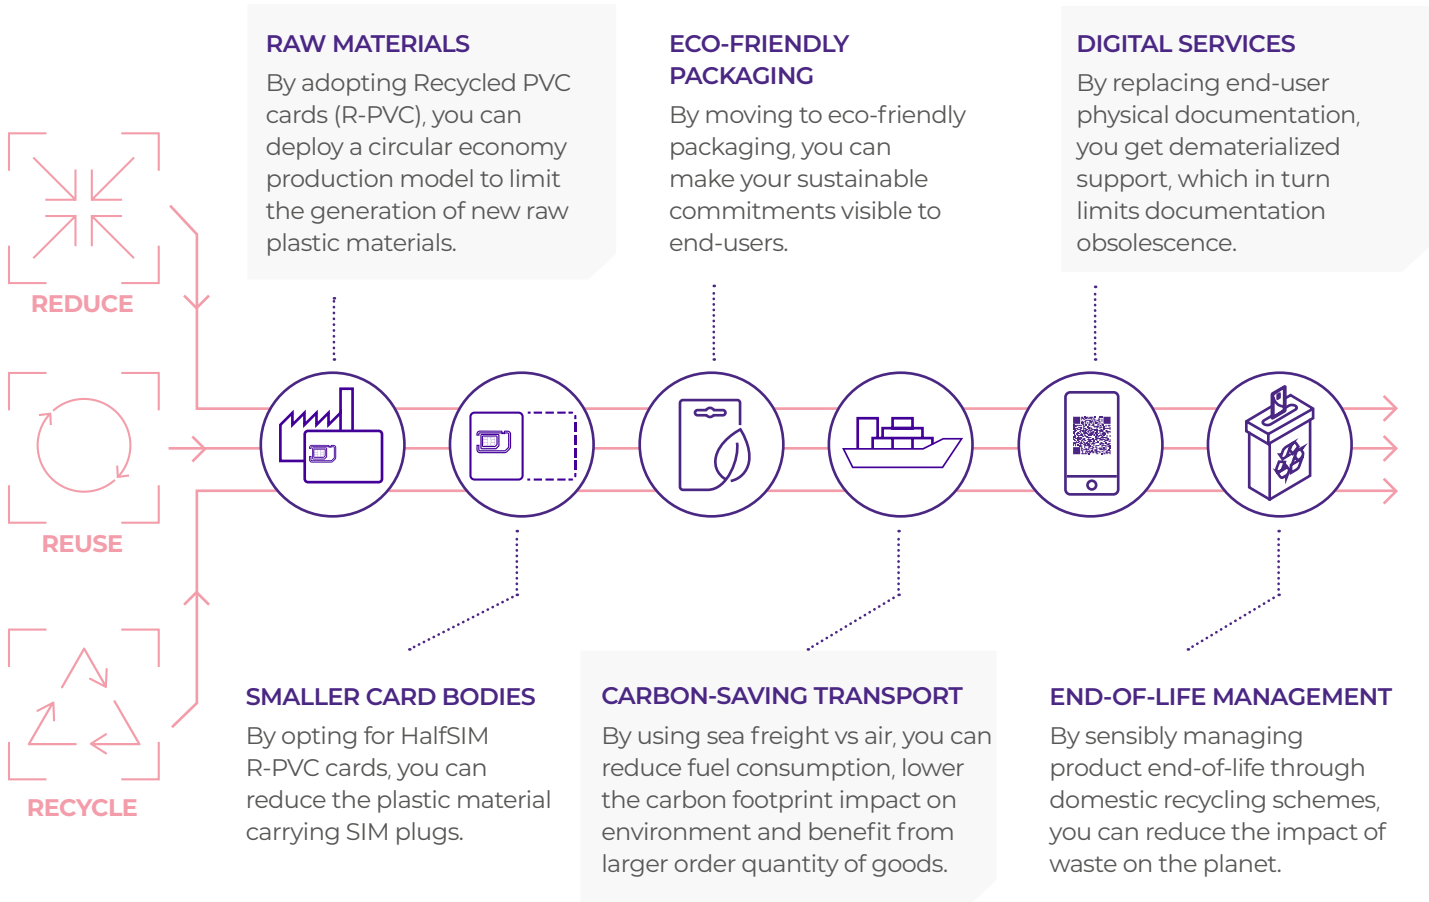 RAW MATERIALS
By adopting Recycled PVC
cards (R-PVC), you can
deploy a circular economy
production model to limit
the generation of new raw
plastic materials.
ECO-FRIENDLY
PACKAGING
By moving to eco-friendly
packaging, you can
make your sustainable
commitments visible to
end-users.
DIGITAL SERVICES
By replacing end-user
physical documentation,
you get dematerialized
support, which in turn
limits documentation
obsolescence.
REDUCE
REUSE
RECYCLE
SMALLER CARD BODIES
By opting for HalfSIM
R-PVC cards, you can
reduce the plastic material
carrying SIM plugs.
CARBON-SAVING TRANSPORT
By using sea freight vs air, you can
reduce fuel consumption, lower
the carbon footprint impact on
environment and benefit from
larger order quantity of goods.
END-OF-LIFE MANAGEMENT
By sensibly managing
product end-of-life through
domestic recycling schemes,
you can reduce the impact of
waste on the planet.